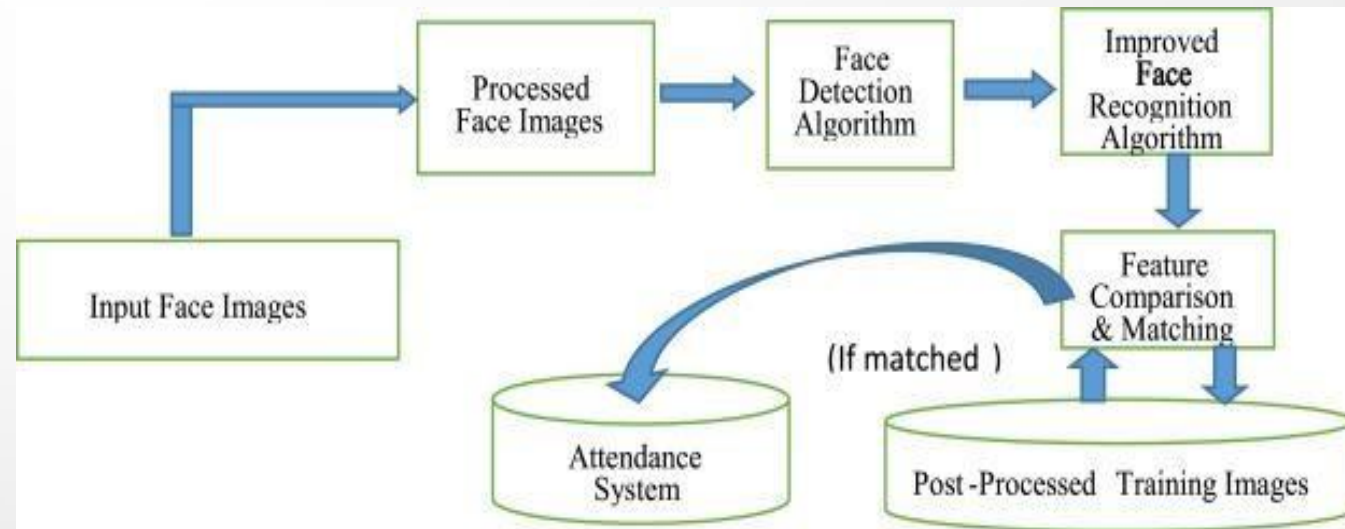 Input Face Images
Processed
Face Images
Face
Detection
Algorithm
Improved
Face
Recognition
Algorithm
Feature
Comparison
& Matching
(If matched )
Attendance
System
Post -Processed Training Images